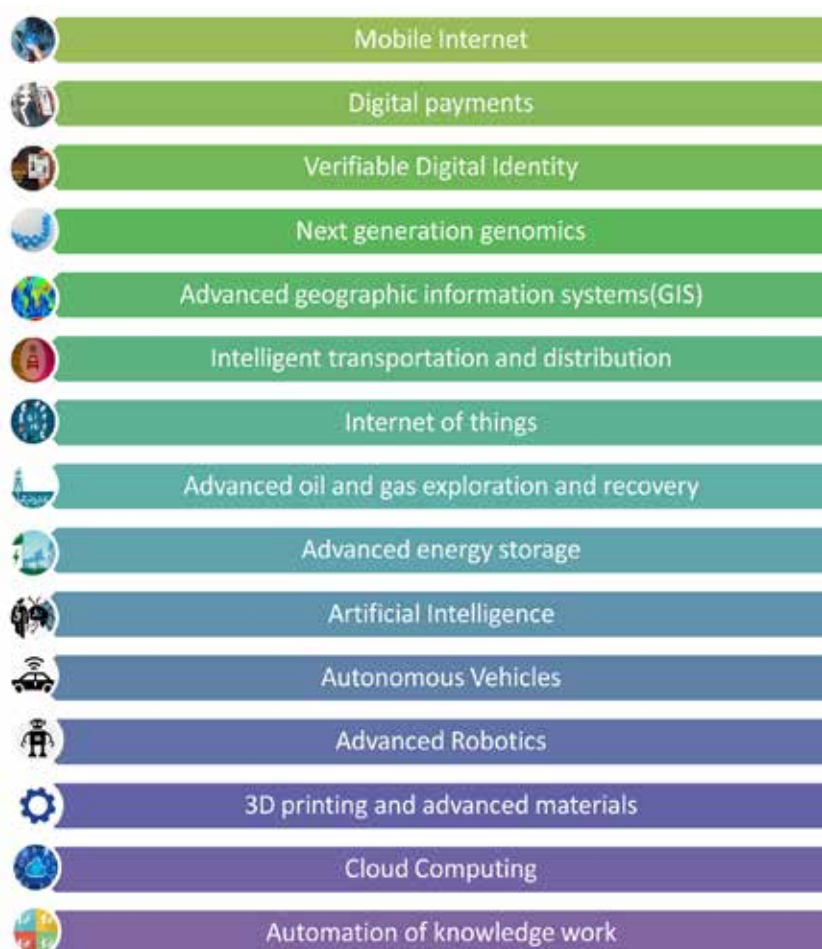 Mobile Internet
Digital payments
Verifiable Digital Identity
Next generation genomics
Advanced geographic information systems(GIS)
Intelligent transportation and distribution
Internet of things
Advanced oil and gas exploration and recovery
Advanced energy storage
Artificial Intelligence
Autonomous Vehicles
Advanced Robotics
3D printing and advanced materials
Cloud Computing
Automation of knowledge work